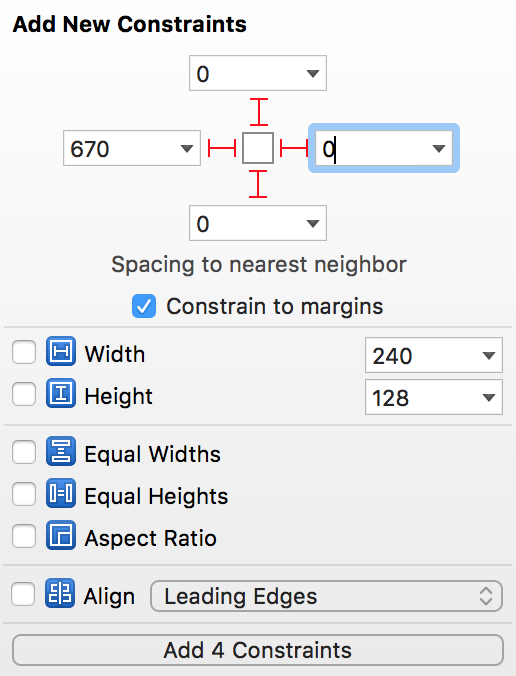 Add New Constraints
0
670 0
0
Spacing to nearest neighbor
Constrain to margins
Width 240
Height 128
Equal Widths
Equal Heights
Aspect Ratio
Align Leading Edges
Add 4 Constraints